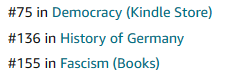 #75 in Democracy (Kindle Store)
#136 in History of Germany
#155 in Fascism (Books)